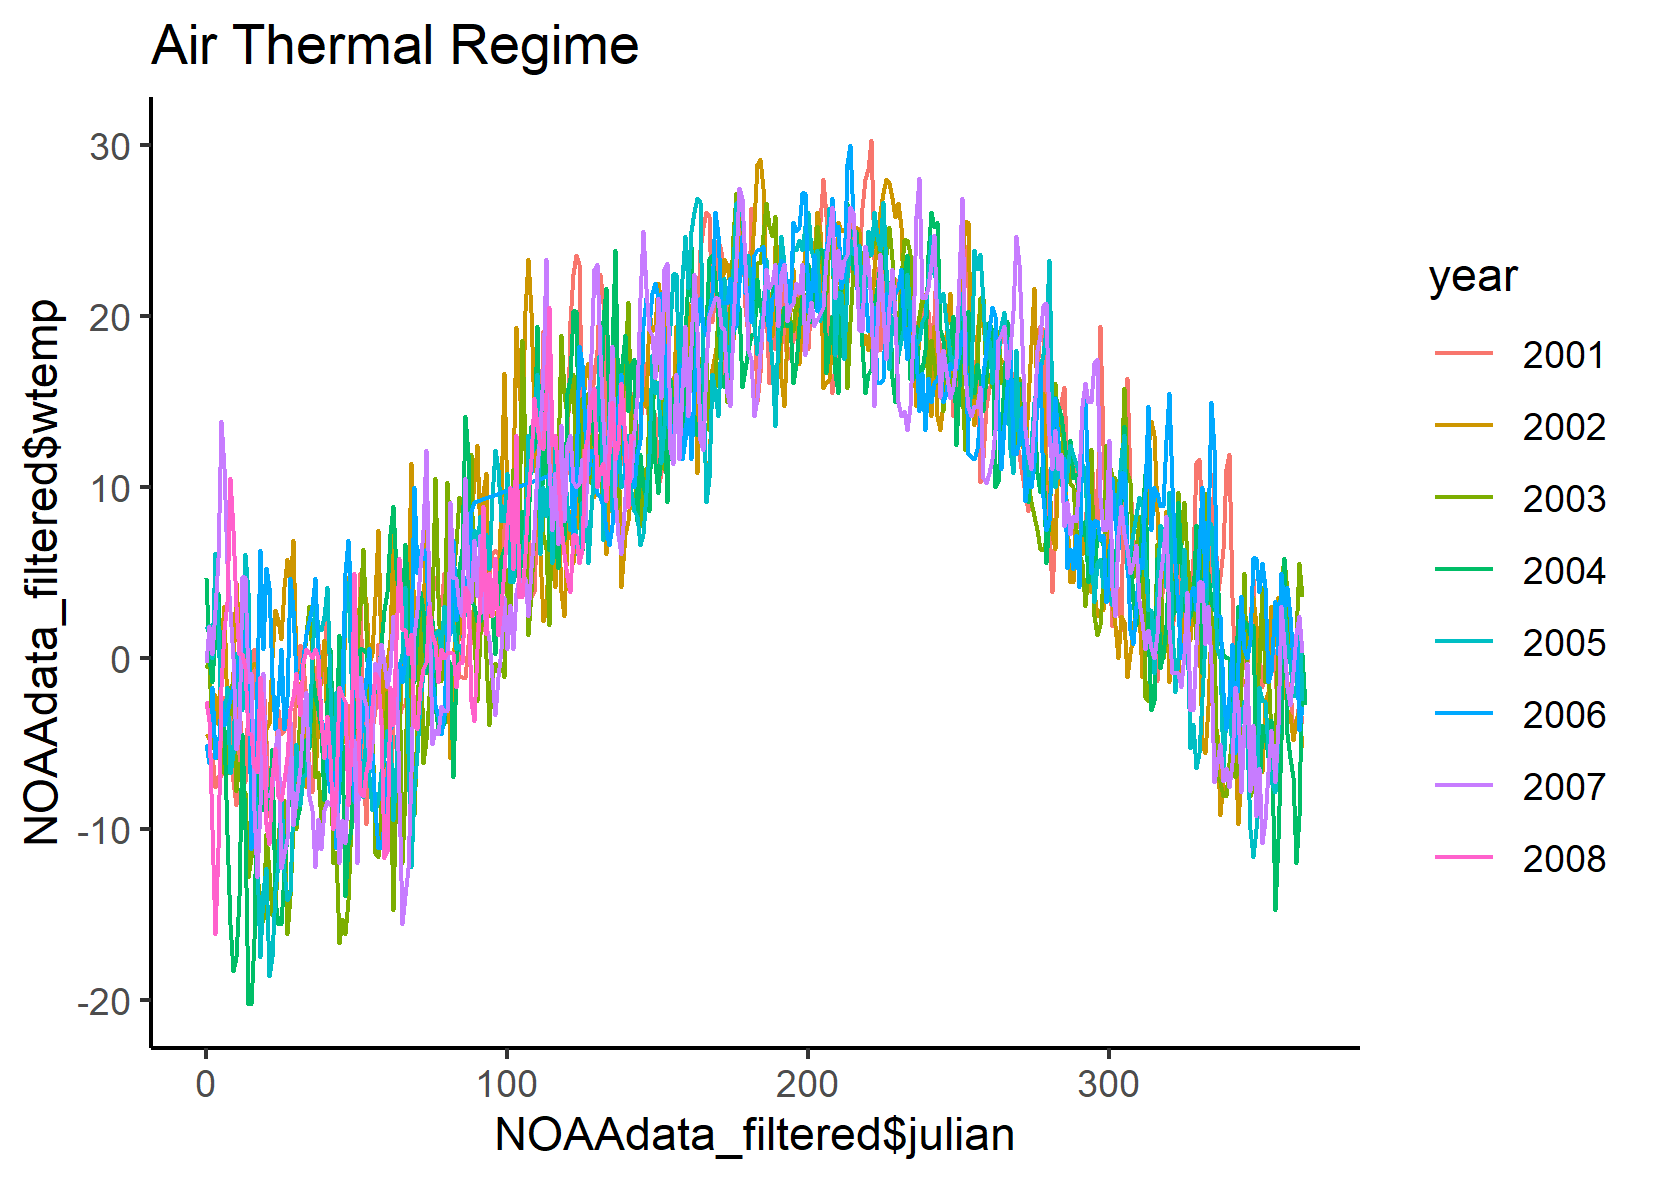 Air Thermal Regime
NOAAdata_filtered$wtemp
30
20
10
0
-10
-20
0 100 200 300
NOAAdata_filtered$julian
year
2001
2002
2003
2004
2005
2006
2007
2008